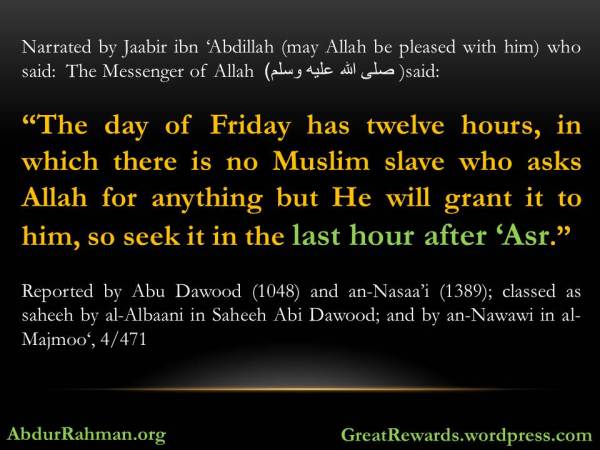 Narrated by Jaabir ibn ‘Abdillah (may Allah be pleased with him) who
said:  The Messenger of Allah (صلى الله عليه وسلم )said:
“The day of Friday has twelve hours, in
which there is no Muslim slave who asks
Allah for anything but He will grant it to
him, so seek it in the last hour after ‘Asr.”
Reported by Abu Dawood (1048) and an-Nasaa’i (1389); classed as
saheeh by al-Albaani in Saheeh Abi Dawood; and by an-Nawawi in al-
Majmoo‘, 4/471
AbdurRahman.org
GreatRewards.wordpress.com